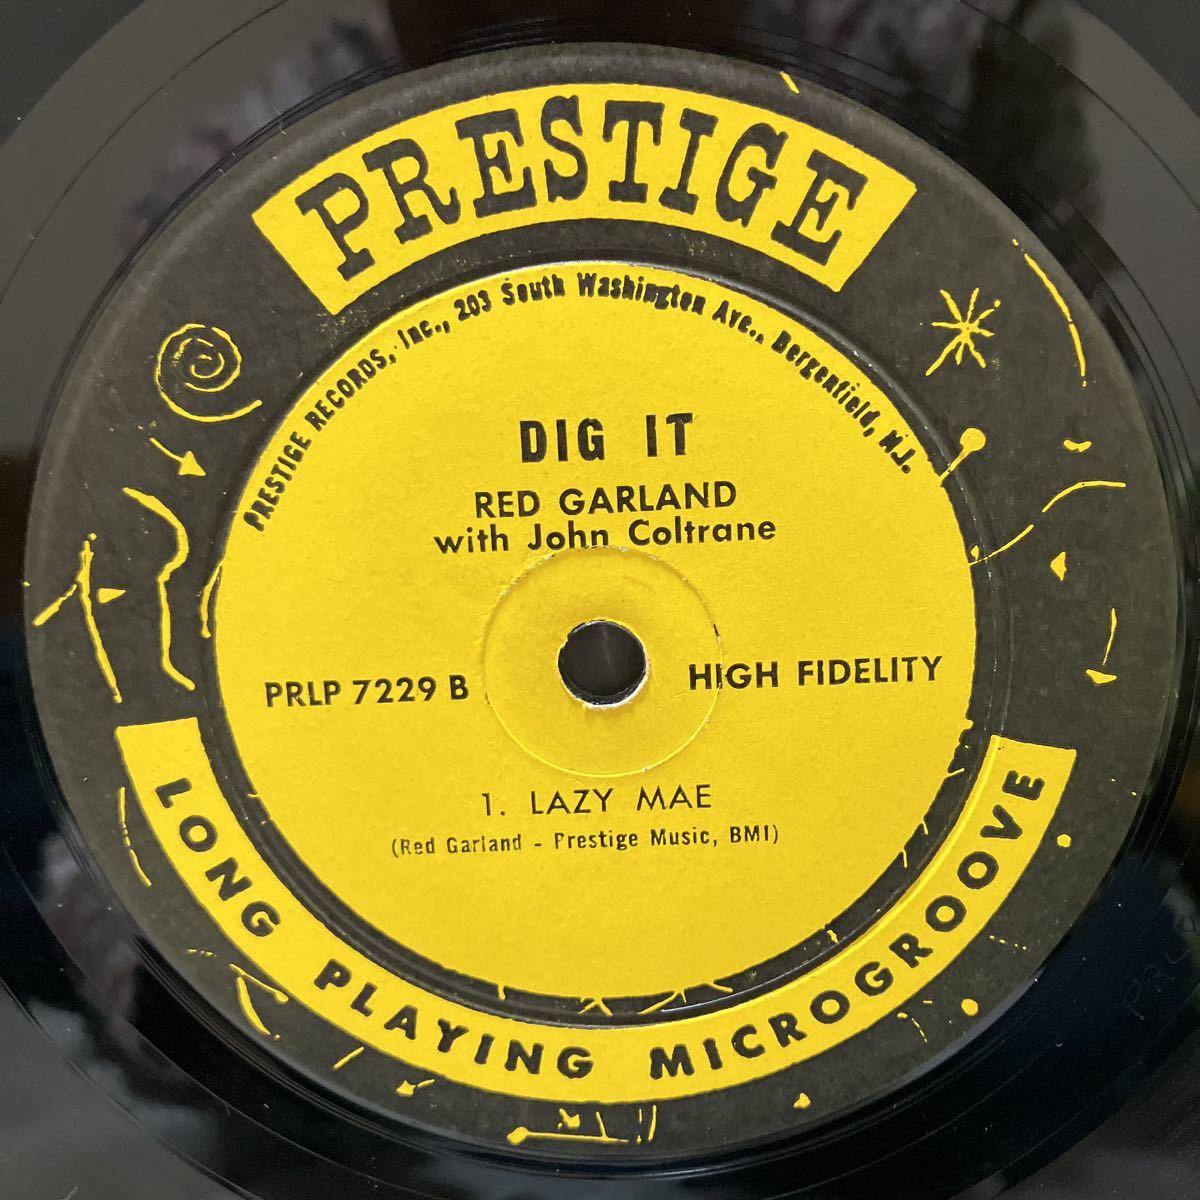 PRESTIGE
PRESTIGE RECORDS, Inc., 203 South Washington Ave., Bergenfield, N.J.
DIG IT
RED GARLAND
with John Coltrane
PRLP 7229 B
HIGH FIDELITY
1. LAZY MAE
(Red Garland - Prestige Music, BMI)
LONG PLAYING MICROGROOVE